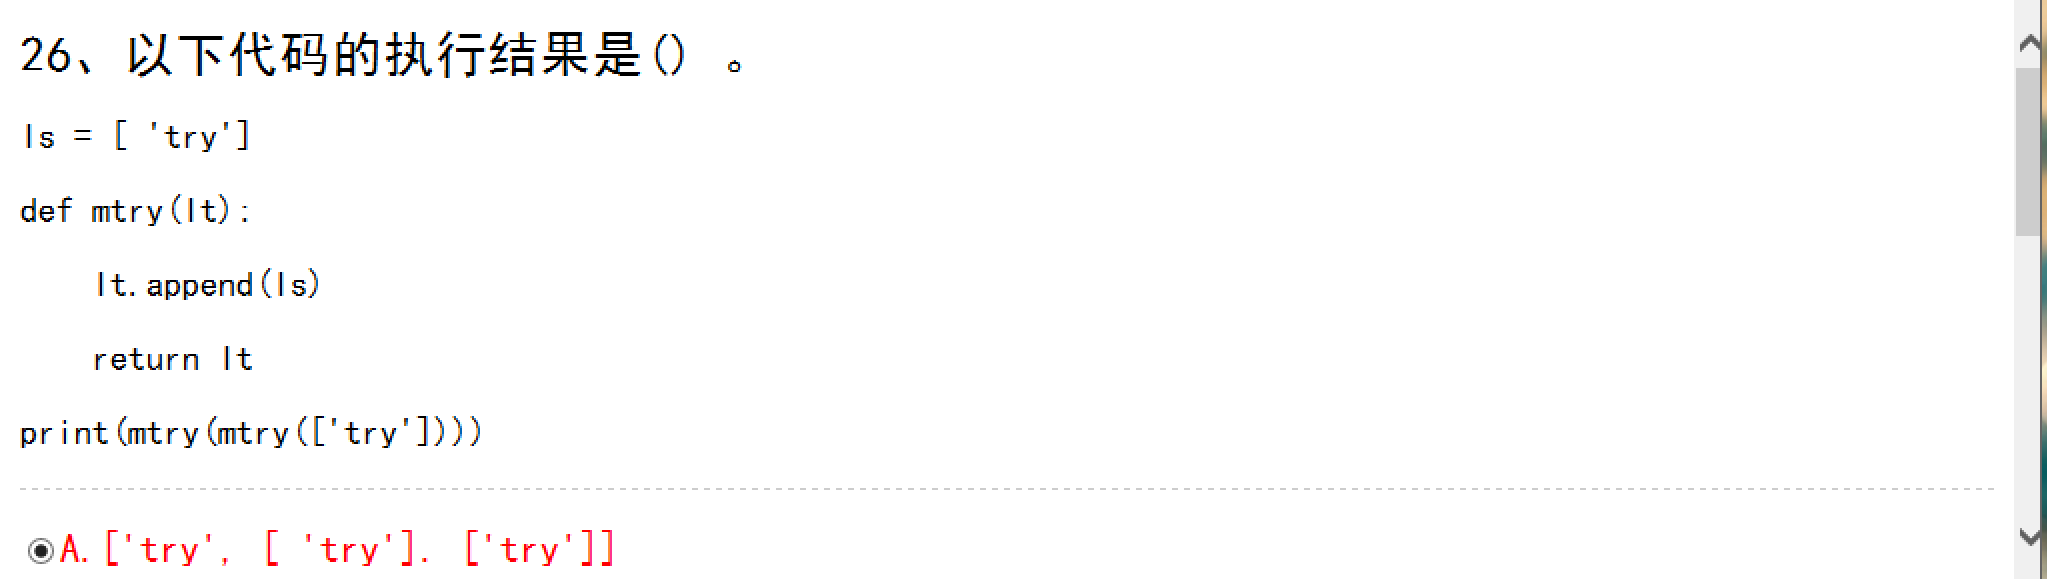 26、以下代码的执行结果是() 。
ls = [ 'try']
def mtry(lt):
    lt.append(ls)
    return lt
print(mtry(mtry(['try'])))
A.['try', [ 'try']. ['try']]